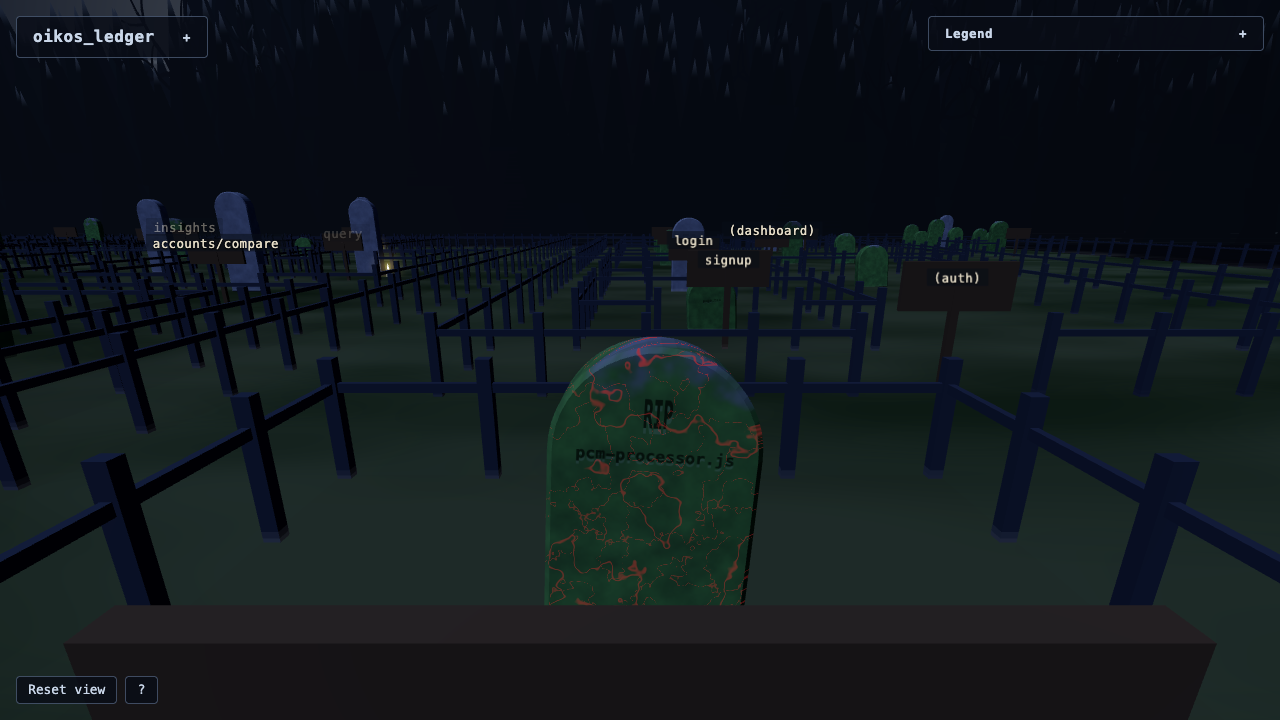 oikos_ledger +
Legend +
insights
accounts/compare
query
login
(dashboard)
signup
(auth)
RIP
pcm-processor.js
Reset view
?